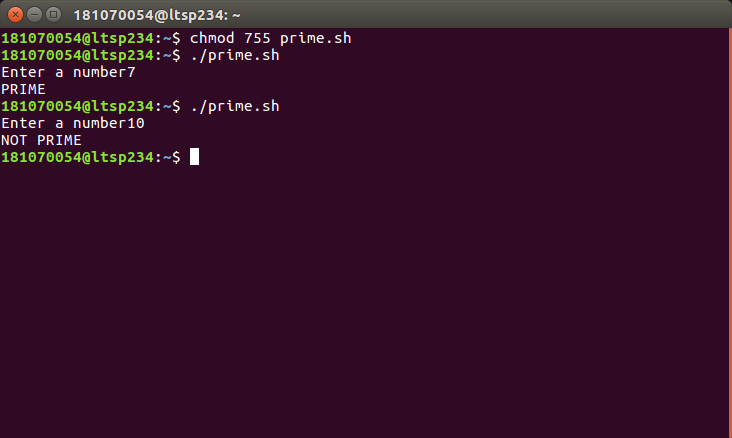 181070054@ltsp234: ~
181070054@ltsp234:~$ chmod 755 prime.sh
181070054@ltsp234:~$ ./prime.sh
Enter a number7
PRIME
181070054@ltsp234:~$ ./prime.sh
Enter a number10
NOT PRIME
181070054@ltsp234:~$